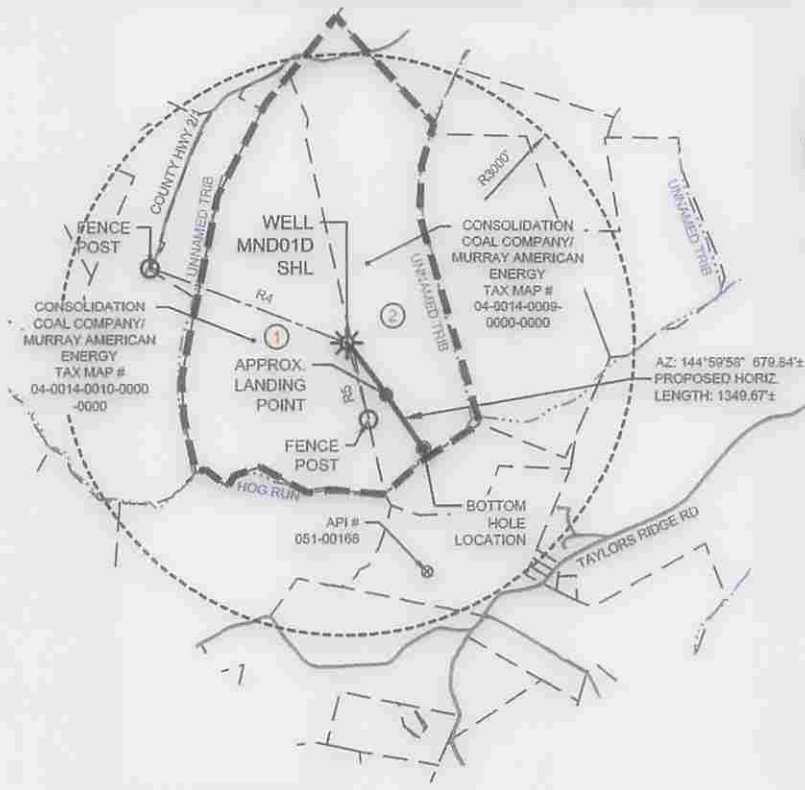 COUNTY HWY 2/1
R3000'
UNNAMED TRIB
FENCE
POST
UNNAMED TRIB
WELL
MND01D
SHL
CONSOLIDATION
COAL COMPANY/
MURRAY AMERICAN
ENERGY
TAX MAP #
04-0014-0009-
0000-0000
UNNAMED TRIB
R4
CONSOLIDATION
COAL COMPANY/
MURRAY AMERICAN
ENERGY
TAX MAP #
04-0014-0010-0000
-0000
1
2
APPROX.
LANDING
POINT
R5
AZ: 144°59'58" 679.84'±
PROPOSED HORIZ.
LENGTH: 1349.67'±
FENCE
POST
HOG RUN
BOTTOM
HOLE
LOCATION
API #
051-00168
TAYLORS RIDGE RD